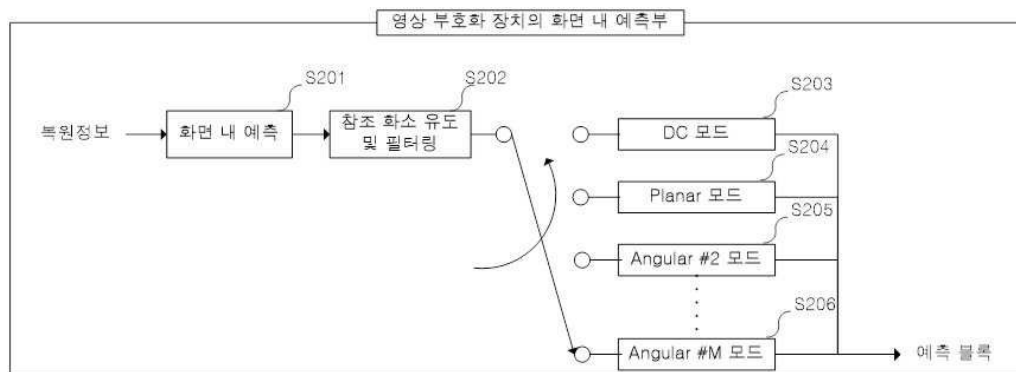 영상 부호화 장치의 화면 내 예측부
S201
S202
S203
복원정보
화면 내 예측
참조 화소 유도
및 필터링
DC 모드
S204
Planar 모드
S205
Angular #2 모드
S206
Angular #M 모드
예측 블록